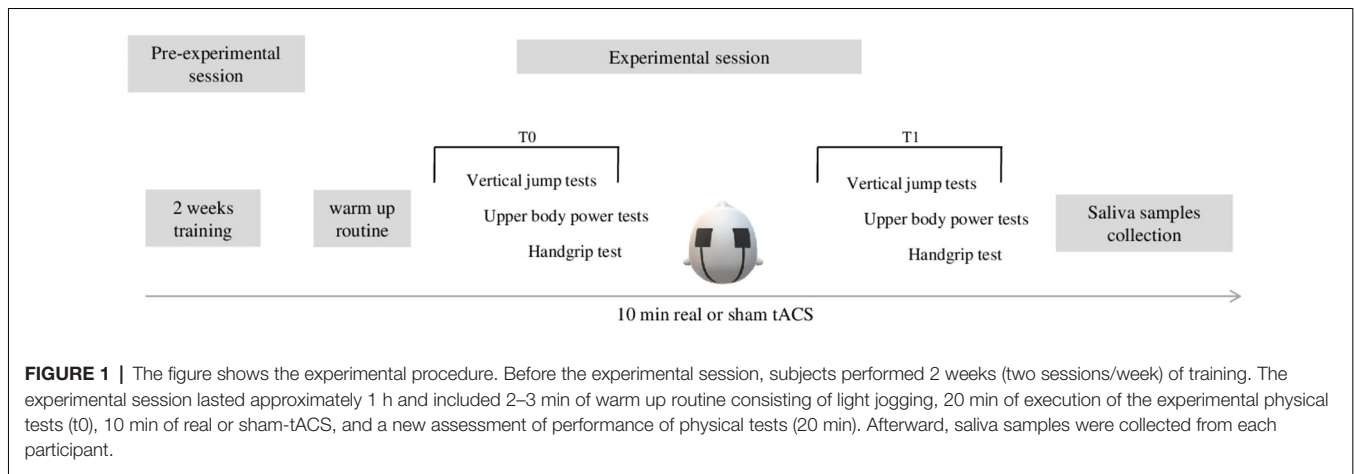 Pre-experimental
session
Experimental session
2 weeks
training
warm up
routine
T0
Vertical jump tests
Upper body power tests
Handgrip test
T1
Vertical jump tests
Upper body power tests
Handgrip test
Saliva samples
collection
10 min real or sham tACS
FIGURE 1 | The figure shows the experimental procedure. Before the experimental session, subjects performed 2 weeks (two sessions/week) of training. The
experimental session lasted approximately 1 h and included 2–3 min of warm up routine consisting of light jogging, 20 min of execution of the experimental physical
tests (t0), 10 min of real or sham-tACS, and a new assessment of performance of physical tests (20 min). Afterward, saliva samples were collected from each
participant.